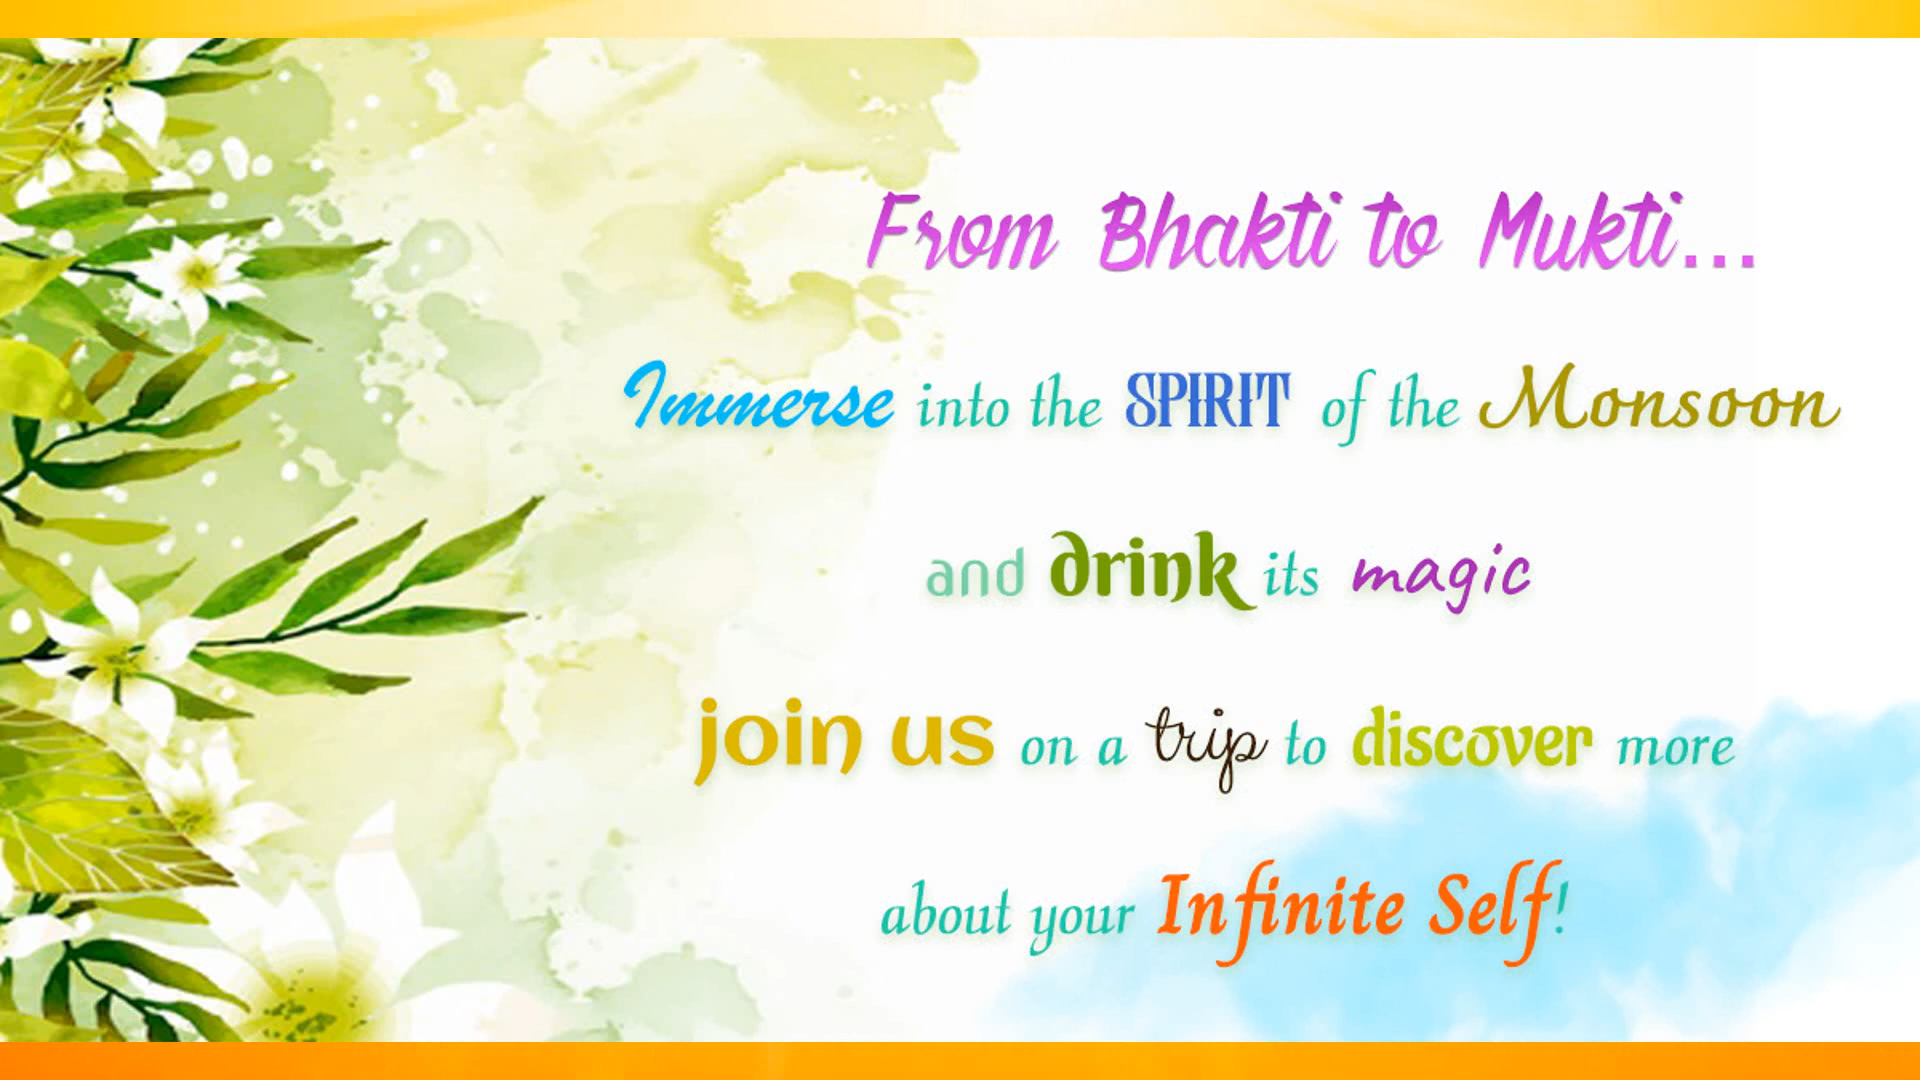 From Bhakti to Mukti...
Immerse into the SPIRIT of the Monsoon
and drink its magic
join us on a trip to discover more
about your Infinite Self!